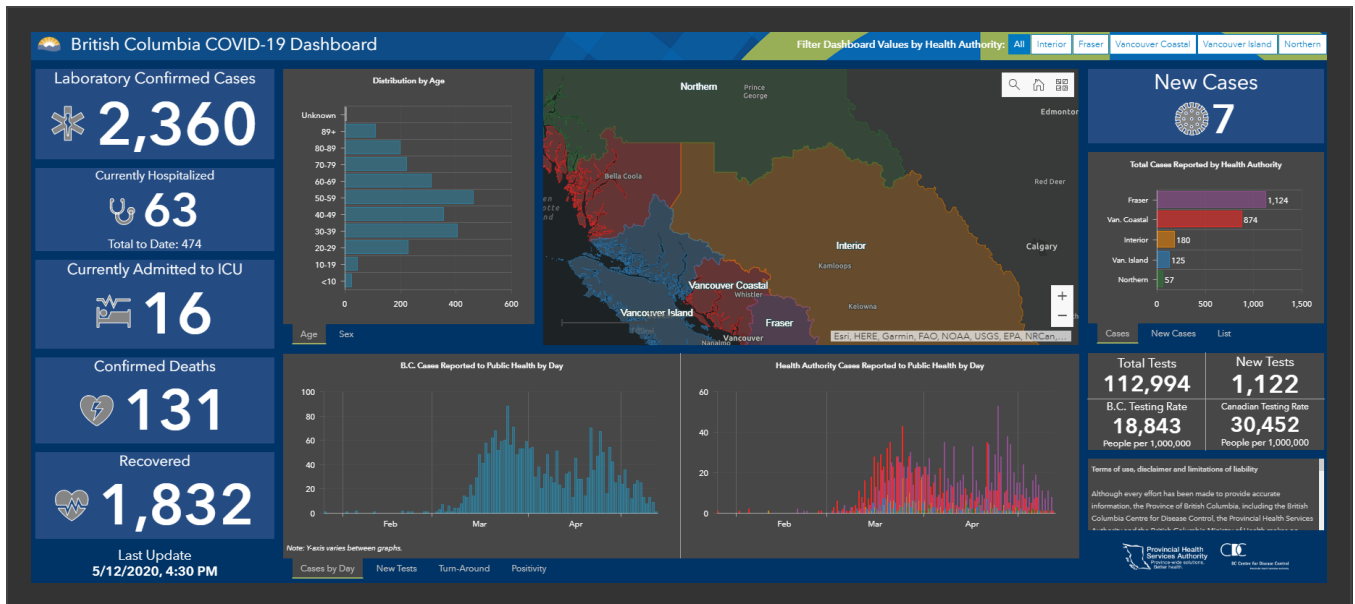 British Columbia COVID-19 Dashboard
Filter Dashboard Values by Health Authority: All Interior Fraser Vancouver Coastal Vancouver Island Northern
Laboratory Confirmed Cases
2,360
Currently Hospitalized
63
Total to Date: 474
Currently Admitted to ICU
16
Confirmed Deaths
131
Recovered
1,832
Last Update
5/12/2020, 4:30 PM
Distribution by Age
Unknown
89+
80-89
70-79
60-69
50-59
40-49
30-39
20-29
10-19
<10
0 200 400 600
Age Sex
Northern
Prince
George
Edmonton
Bella Coola
Red Deer
Interior
Calgary
Kamloops
Vancouver Coastal
Whistler
Kelowna
Vancouver Island
Fraser
Vancouver
Nanaimo
+
−
Esri, HERE, Garmin, FAO, NOAA, USGS, EPA, NRCan,...
New Cases
7
Total Cases Reported by Health Authority
Fraser 1,124
Van. Coastal 874
Interior 180
Van. Island 125
Northern 57
0 500 1,000 1,500
Cases New Cases List
B.C. Cases Reported to Public Health by Day
100
80
60
40
20
0
Feb Mar Apr
Note: Y-axis varies between graphs.
Health Authority Cases Reported to Public Health by Day
60
40
20
0
Feb Mar Apr
Cases by Day New Tests Turn-Around Positivity
Total Tests
112,994
New Tests
1,122
B.C. Testing Rate
18,843
People per 1,000,000
Canadian Testing Rate
30,452
People per 1,000,000
Terms of use, disclaimer and limitations of liability
Although every effort has been made to provide accurate
information, the Province of British Columbia, including the British
Columbia Centre for Disease Control, the Provincial Health Services
Provincial Health
Services Authority
Province-wide solutions.
Better health.
BC Centre for Disease Control